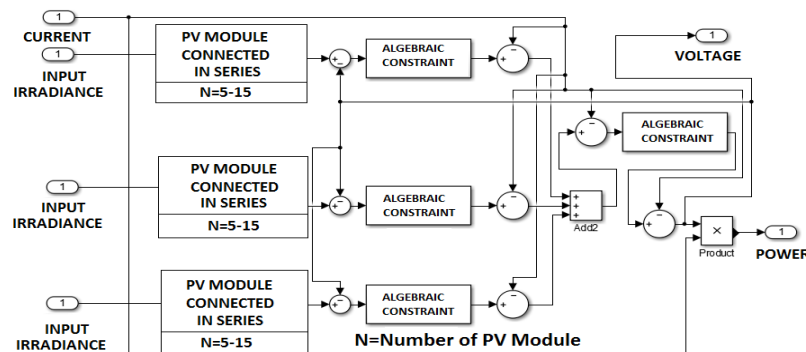 1
CURRENT
1
INPUT
IRRADIANCE
PV MODULE
CONNECTED
IN SERIES
N=5-15
+
−
ALGEBRAIC
CONSTRAINT
+
−
1
VOLTAGE
+
−
ALGEBRAIC
CONSTRAINT
1
INPUT
IRRADIANCE
PV MODULE
CONNECTED
IN SERIES
N=5-15
+
−
ALGEBRAIC
CONSTRAINT
+
−
+
+
+
Add2
+
−
×
Product
1
POWER
1
INPUT
IRRADIANCE
PV MODULE
CONNECTED
IN SERIES
N=5-15
+
−
ALGEBRAIC
CONSTRAINT
+
−
N=Number of PV Module